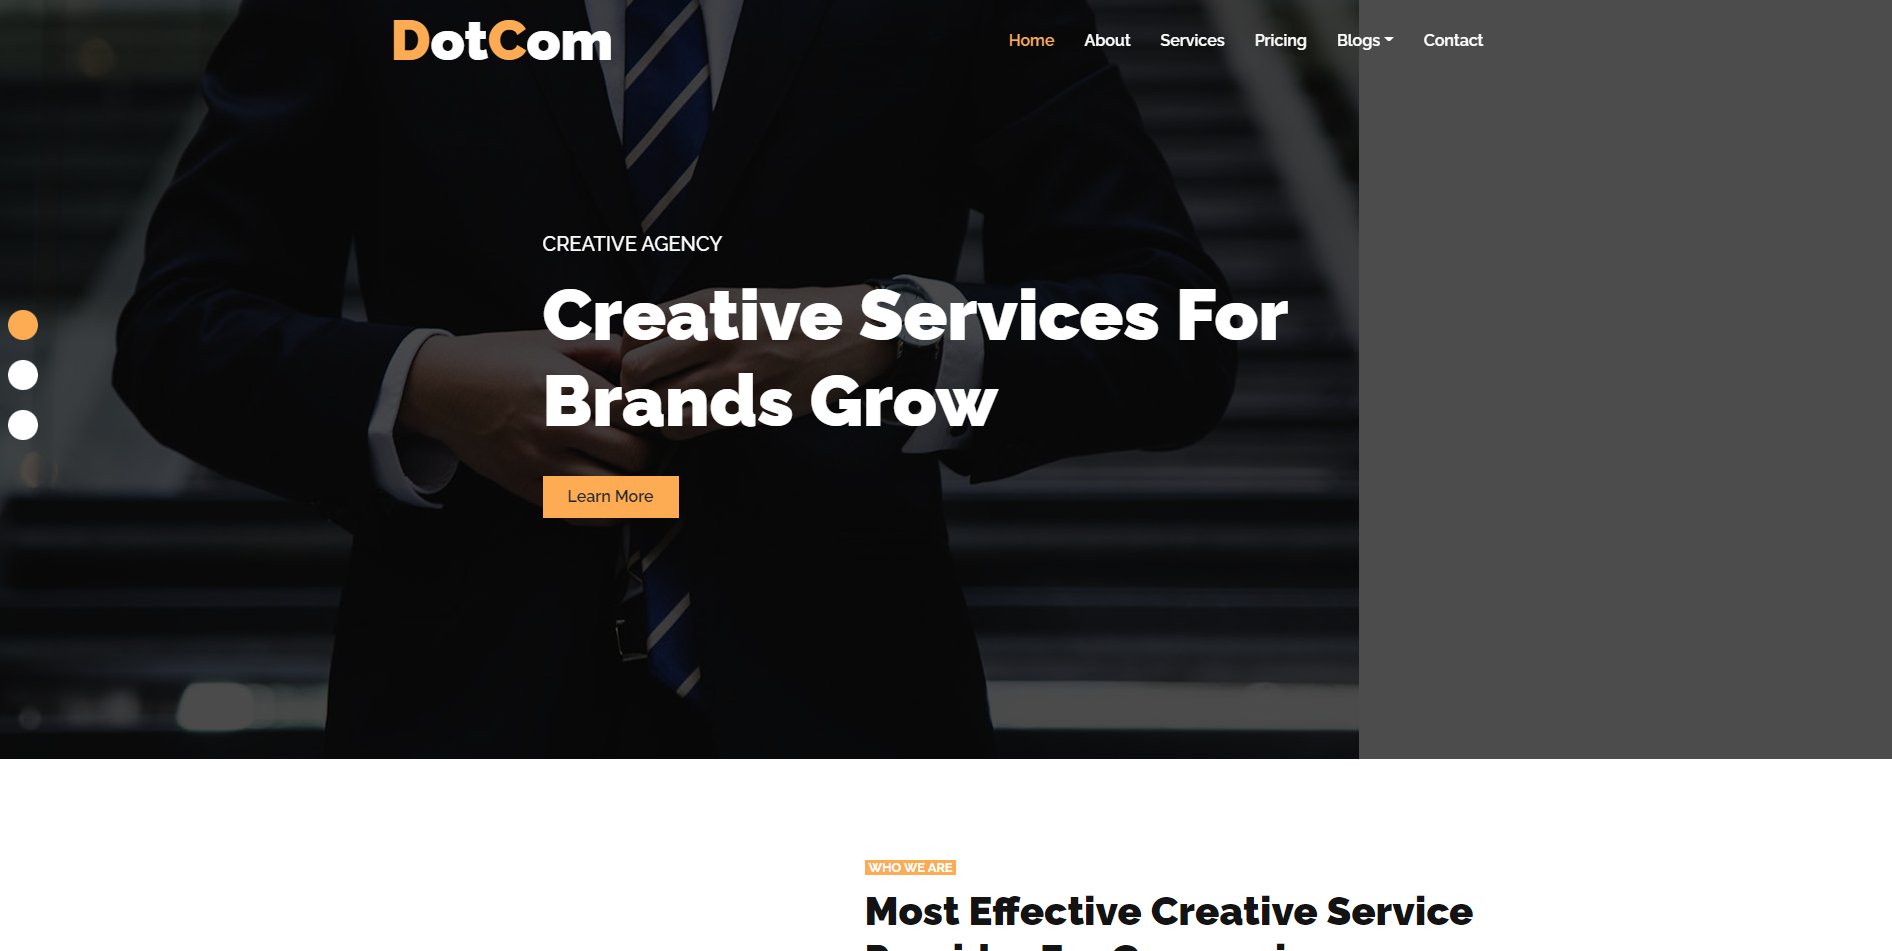 DotCom
Home About Services Pricing Blogs Contact
CREATIVE AGENCY
Creative Services For
Brands Grow
Learn More
WHO WE ARE
Most Effective Creative Service